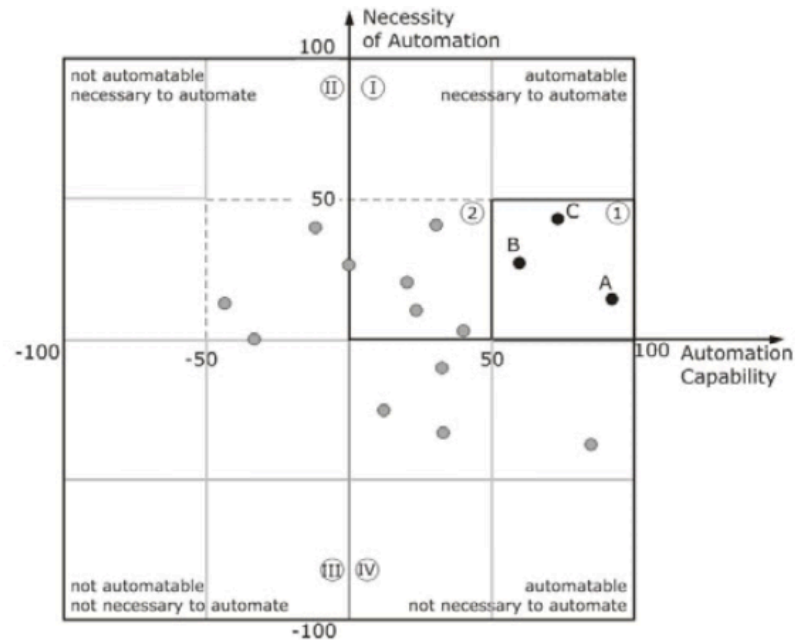 Necessity
of Automation
100
not automatable
necessary to automate
II
I
automatable
necessary to automate
50
2
C
1
B
A
-100
-50
50
100
Automation
Capability
not automatable
not necessary to automate
III
IV
automatable
not necessary to automate
-100